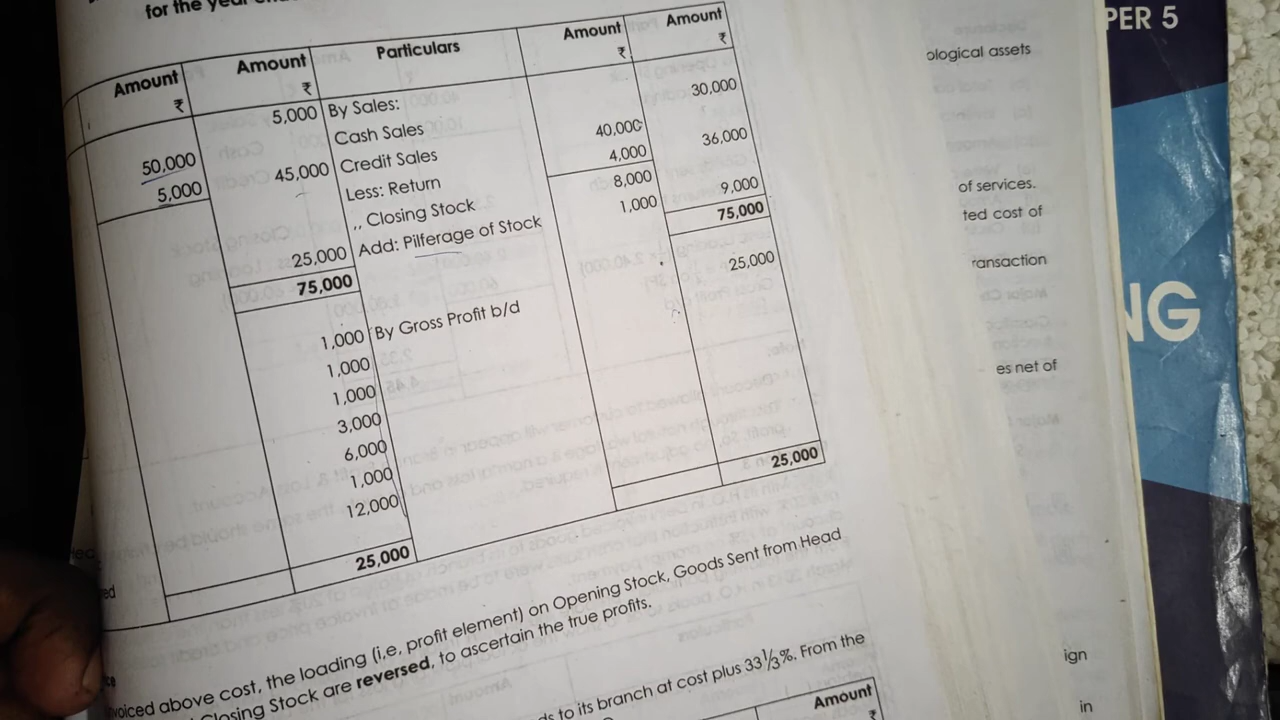 for the year
Amount ₹ Amount ₹ Particulars Amount ₹ Amount ₹
5,000 By Sales:
Cash Sales 30,000
50,000 45,000 Credit Sales 40,000
5,000 Less: Return 4,000 36,000
,, Closing Stock 8,000
25,000 Add: Pilferage of Stock 1,000 9,000
75,000 75,000
1,000 By Gross Profit b/d 25,000
1,000
1,000
3,000
6,000
1,000
12,000
25,000 25,000
invoiced above cost, the loading (i,e, profit element) on Opening Stock, Goods Sent from Head
Closing Stock are reversed, to ascertain the true profits.
to its branch at cost plus 33⅓%. From the
Amount
₹
ological assets
of services.
ted cost of
ransaction
es net of
ign
in
PER 5
NG